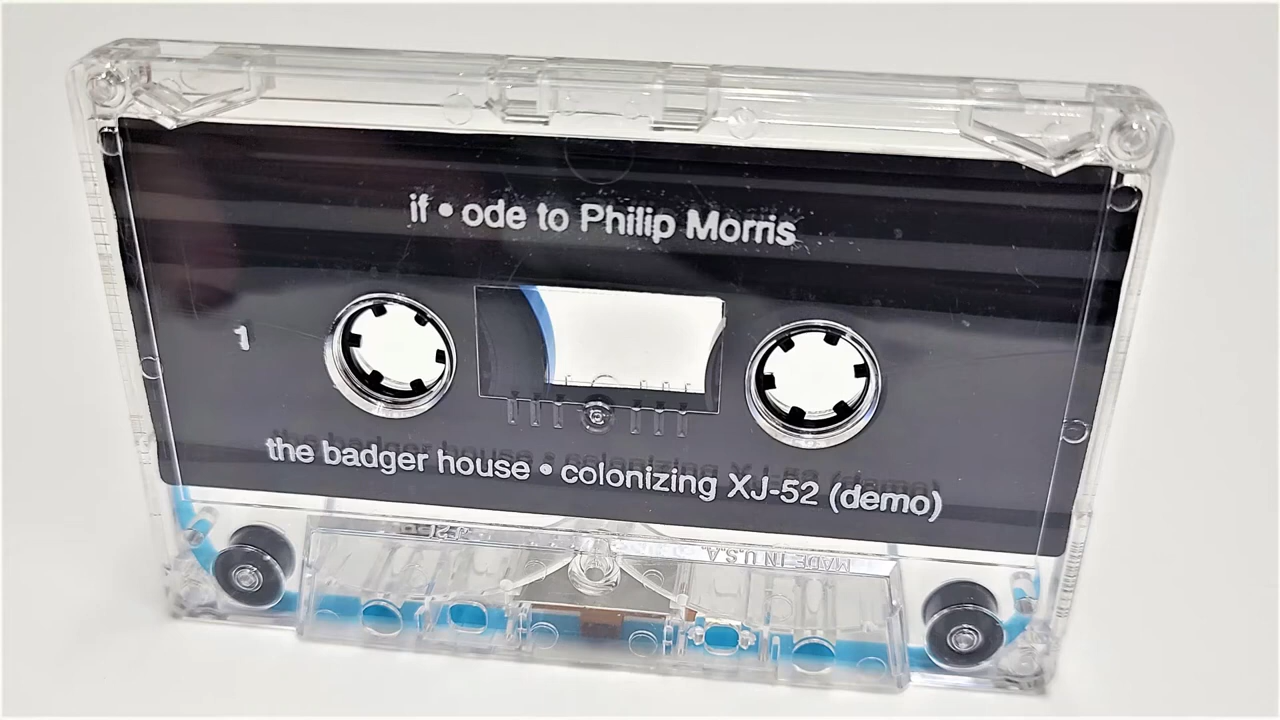 if • ode to Philip Morris
1
the badger house • colonizing XJ-52 (demo)
MADE IN U.S.A.